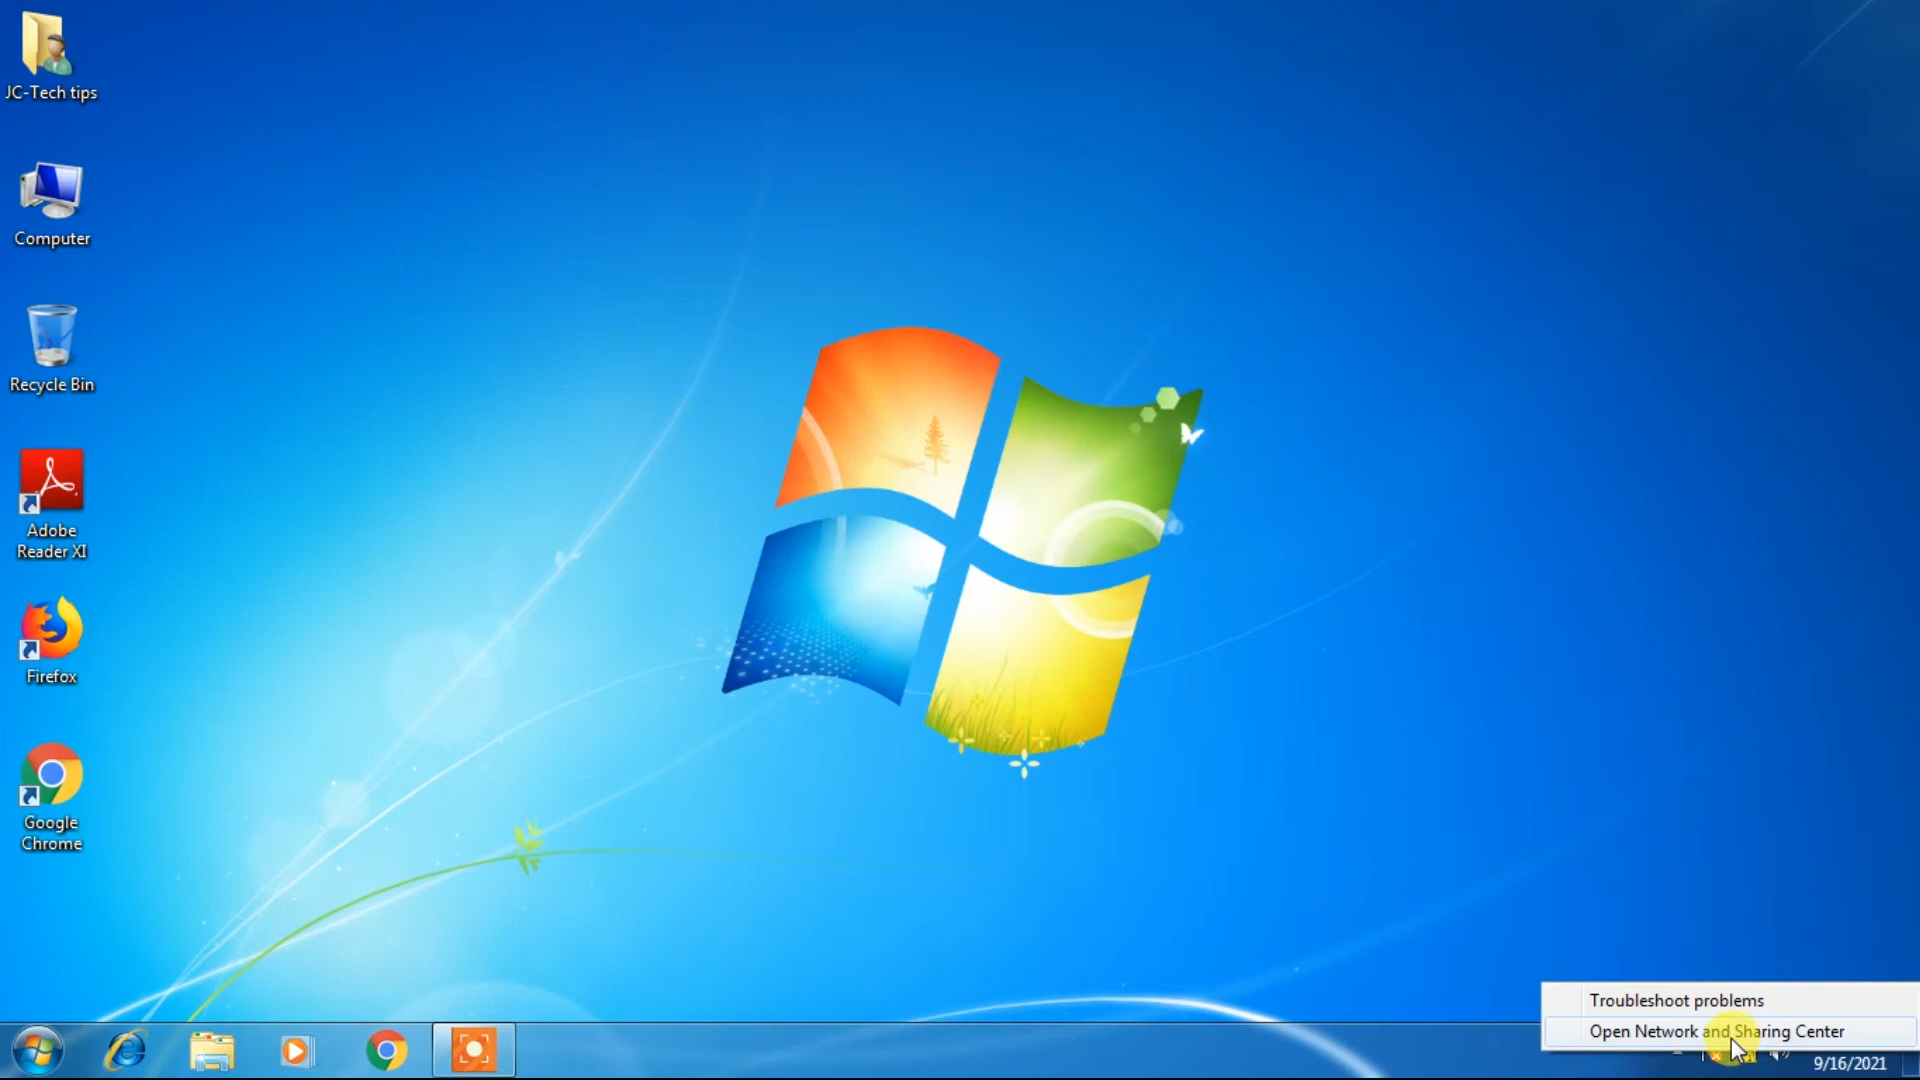 JC-Tech tips
Computer
Recycle Bin
Adobe
Reader XI
Firefox
Google
Chrome
Troubleshoot problems
Open Network and Sharing Center
9/16/2021